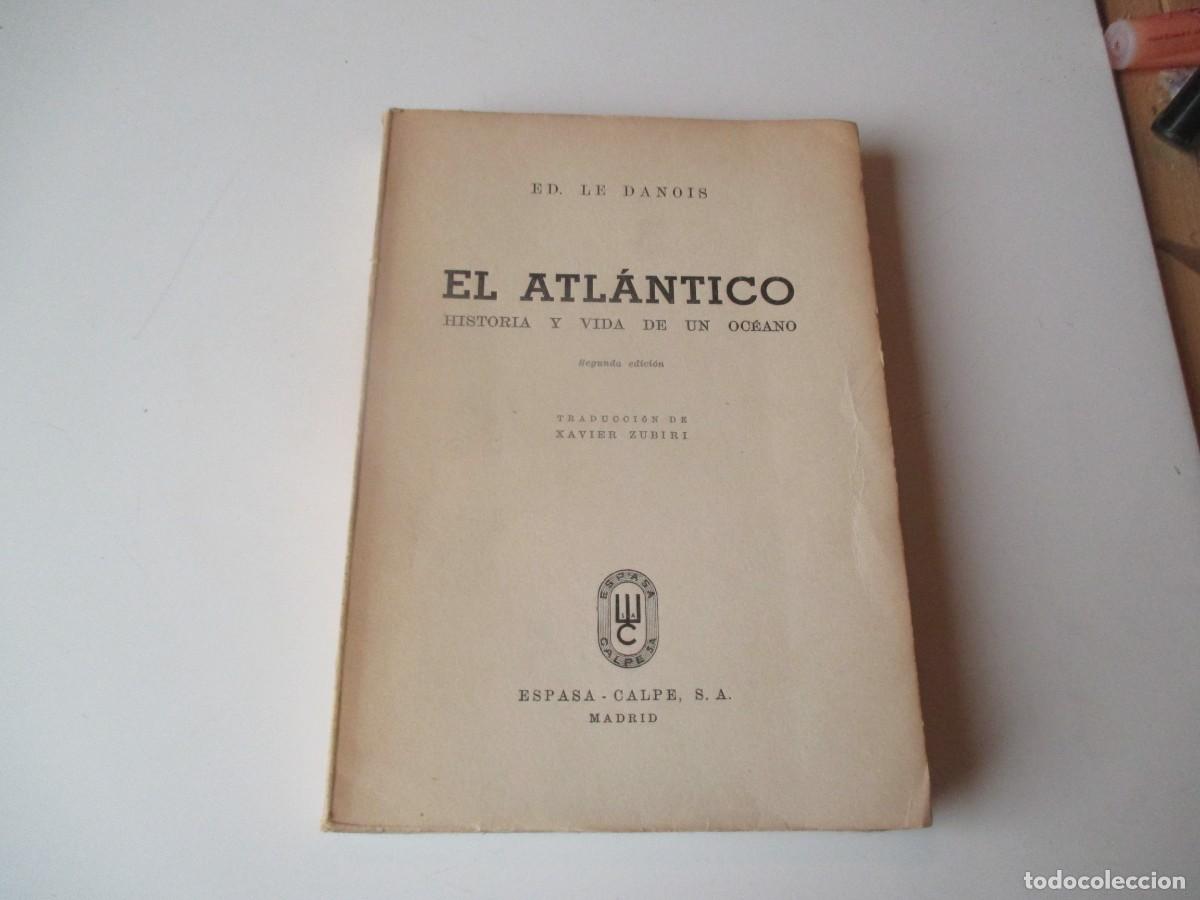 ED. LE DANOIS
EL ATLÁNTICO
HISTORIA Y VIDA DE UN OCÉANO
Segunda edición
TRADUCCIÓN DE
XAVIER ZUBIRI
ESPASA
CALPE S.A.
ESPASA - CALPE, S. A.
MADRID
todocoleccion